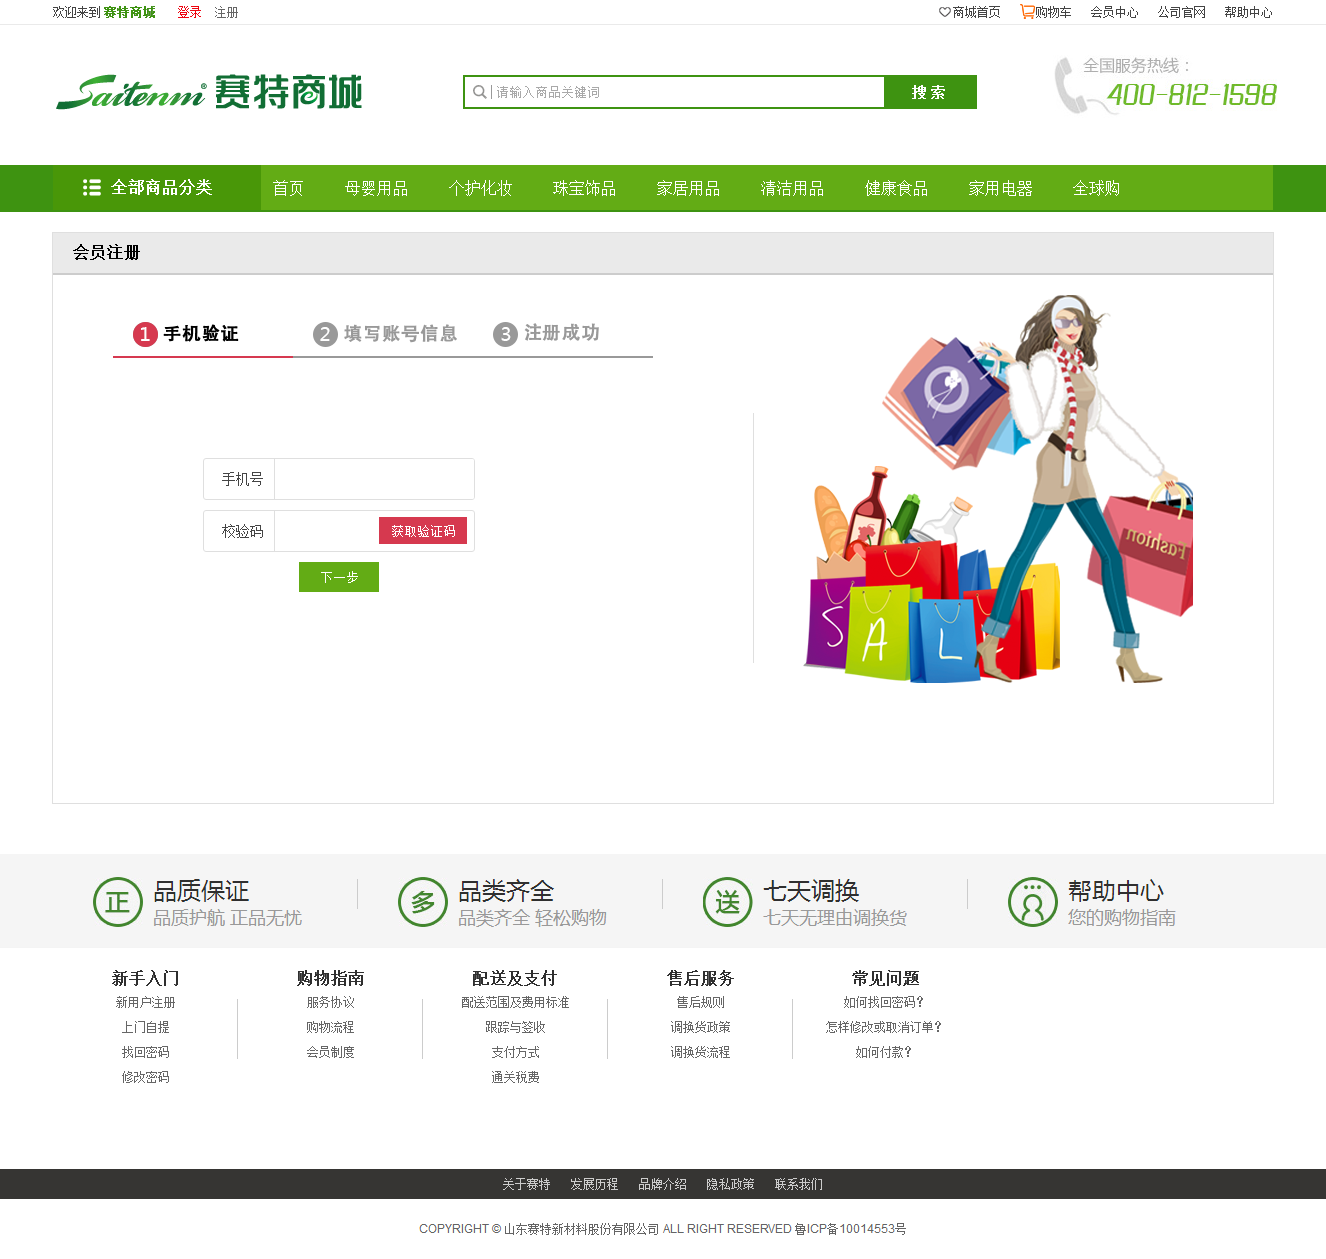 欢迎来到 赛特商城 登录 注册 商城首页 购物车 会员中心 公司官网 帮助中心
Saitenm® 赛特商城
请输入商品关键词 搜 索
全国服务热线：
400-812-1598
全部商品分类 首页 母婴用品 个护化妆 珠宝饰品 家居用品 清洁用品 健康食品 家用电器 全球购
会员注册
1 手机验证 2 填写账号信息 3 注册成功
手机号
校验码 获取验证码
下一步
Fashion
SAL
正 品质保证 多 品类齐全 送 七天调换 帮助中心
品质护航 正品无忧 品类齐全 轻松购物 七天无理由调换货 您的购物指南
新手入门 购物指南 配送及支付 售后服务 常见问题
新用户注册 服务协议 配送范围及费用标准 售后规则 如何找回密码？
上门自提 购物流程 跟踪与签收 调换货政策 怎样修改或取消订单？
找回密码 会员制度 支付方式 调换货流程 如何付款？
修改密码 通关税费
关于赛特 发展历程 品牌介绍 隐私政策 联系我们
COPYRIGHT © 山东赛特新材料股份有限公司 ALL RIGHT RESERVED 鲁ICP备10014553号